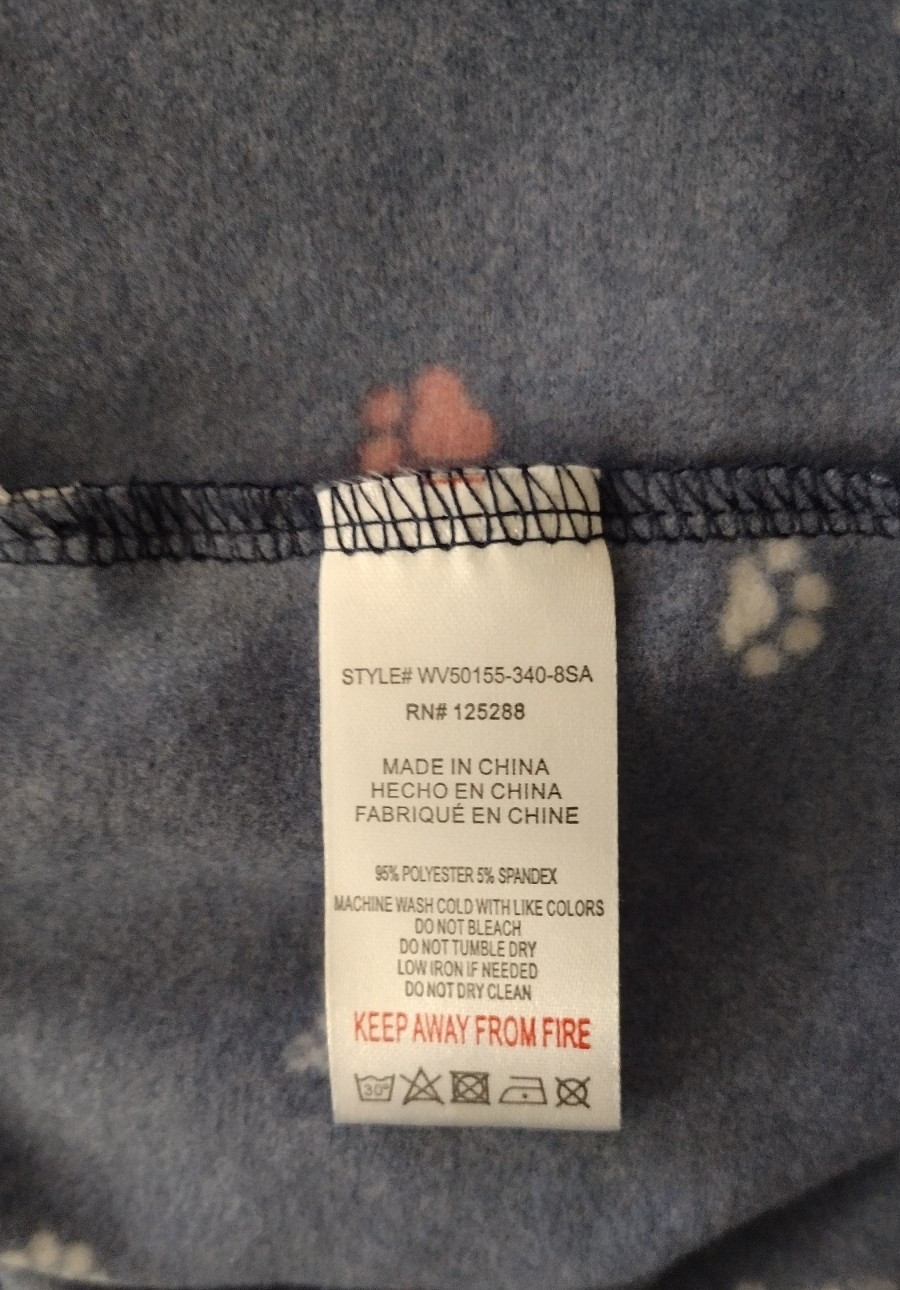 STYLE# WV50155-340-8SA
RN# 125288
MADE IN CHINA
HECHO EN CHINA
FABRIQUÉ EN CHINE
95% POLYESTER 5% SPANDEX
MACHINE WASH COLD WITH LIKE COLORS
DO NOT BLEACH
DO NOT TUMBLE DRY
LOW IRON IF NEEDED
DO NOT DRY CLEAN
KEEP AWAY FROM FIRE
30°